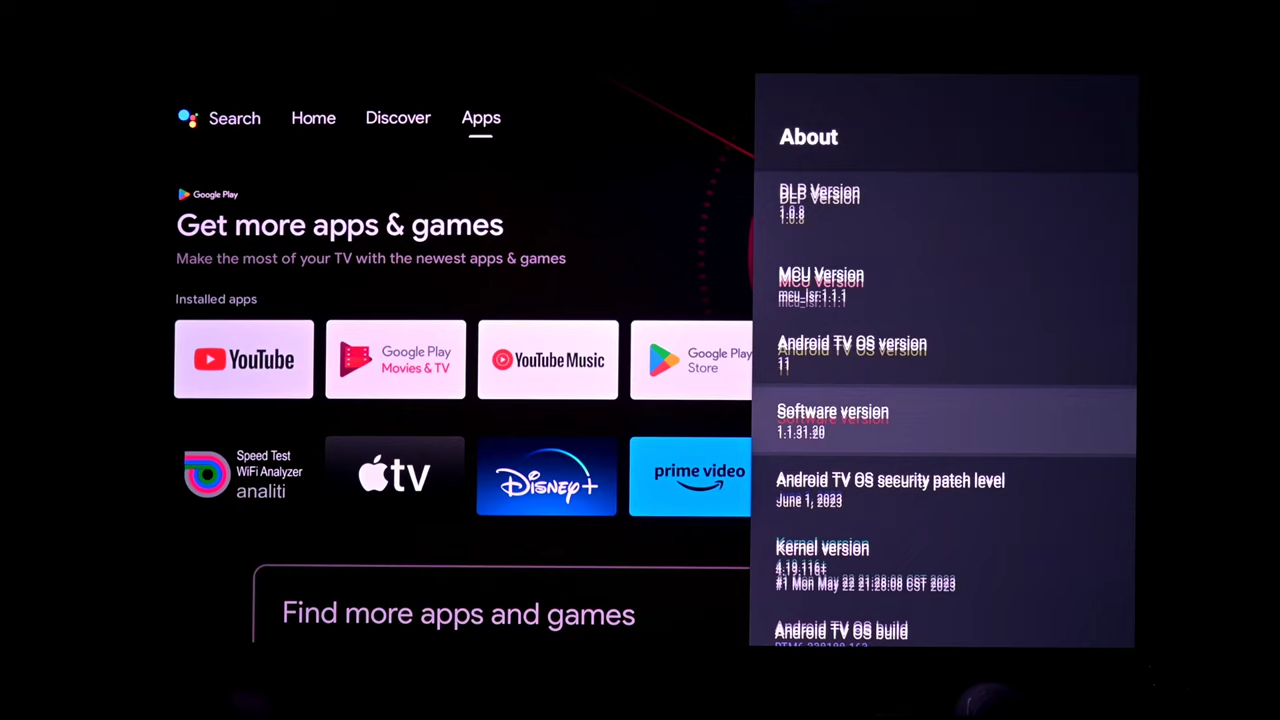 Search Home Discover Apps
Google Play
Get more apps & games
Make the most of your TV with the newest apps & games
Installed apps
YouTube
Google Play
Movies & TV
YouTube Music
Google Play
Store
Speed Test
WiFi Analyzer
analiti
tv
Disney+
prime video
Find more apps and games
About
DLP Version
1.0.8
MCU Version
mcu_lsr:1.1.1
Android TV OS version
11
Software version
1.1.31.20
Android TV OS security patch level
June 1, 2023
Kernel version
4.19.116+
#1 Mon May 22 21:28:08 CST 2023
Android TV OS build